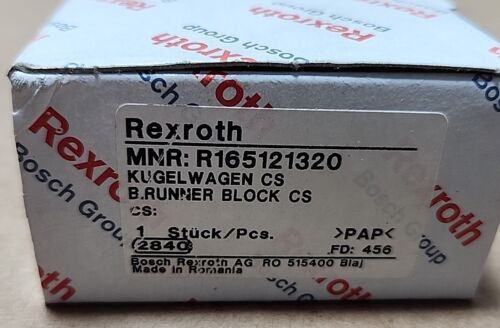 Rexroth
Bosch Group
Rexroth
Bosch Group
Rexroth
Bosch Group
Rexroth
MNR: R165121320
KUGELWAGEN CS
B.RUNNER BLOCK CS
CS:
1 Stück/Pcs. >PAP<
2840 FD: 456
Bosch Rexroth AG RO 515400 Blaj
Made in Romania